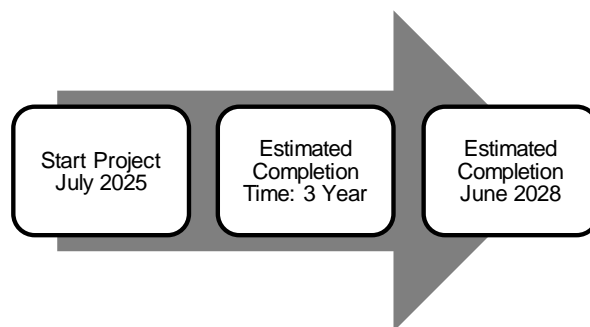 Start Project
July 2025
Estimated
Completion
Time: 3 Year
Estimated
Completion
June 2028